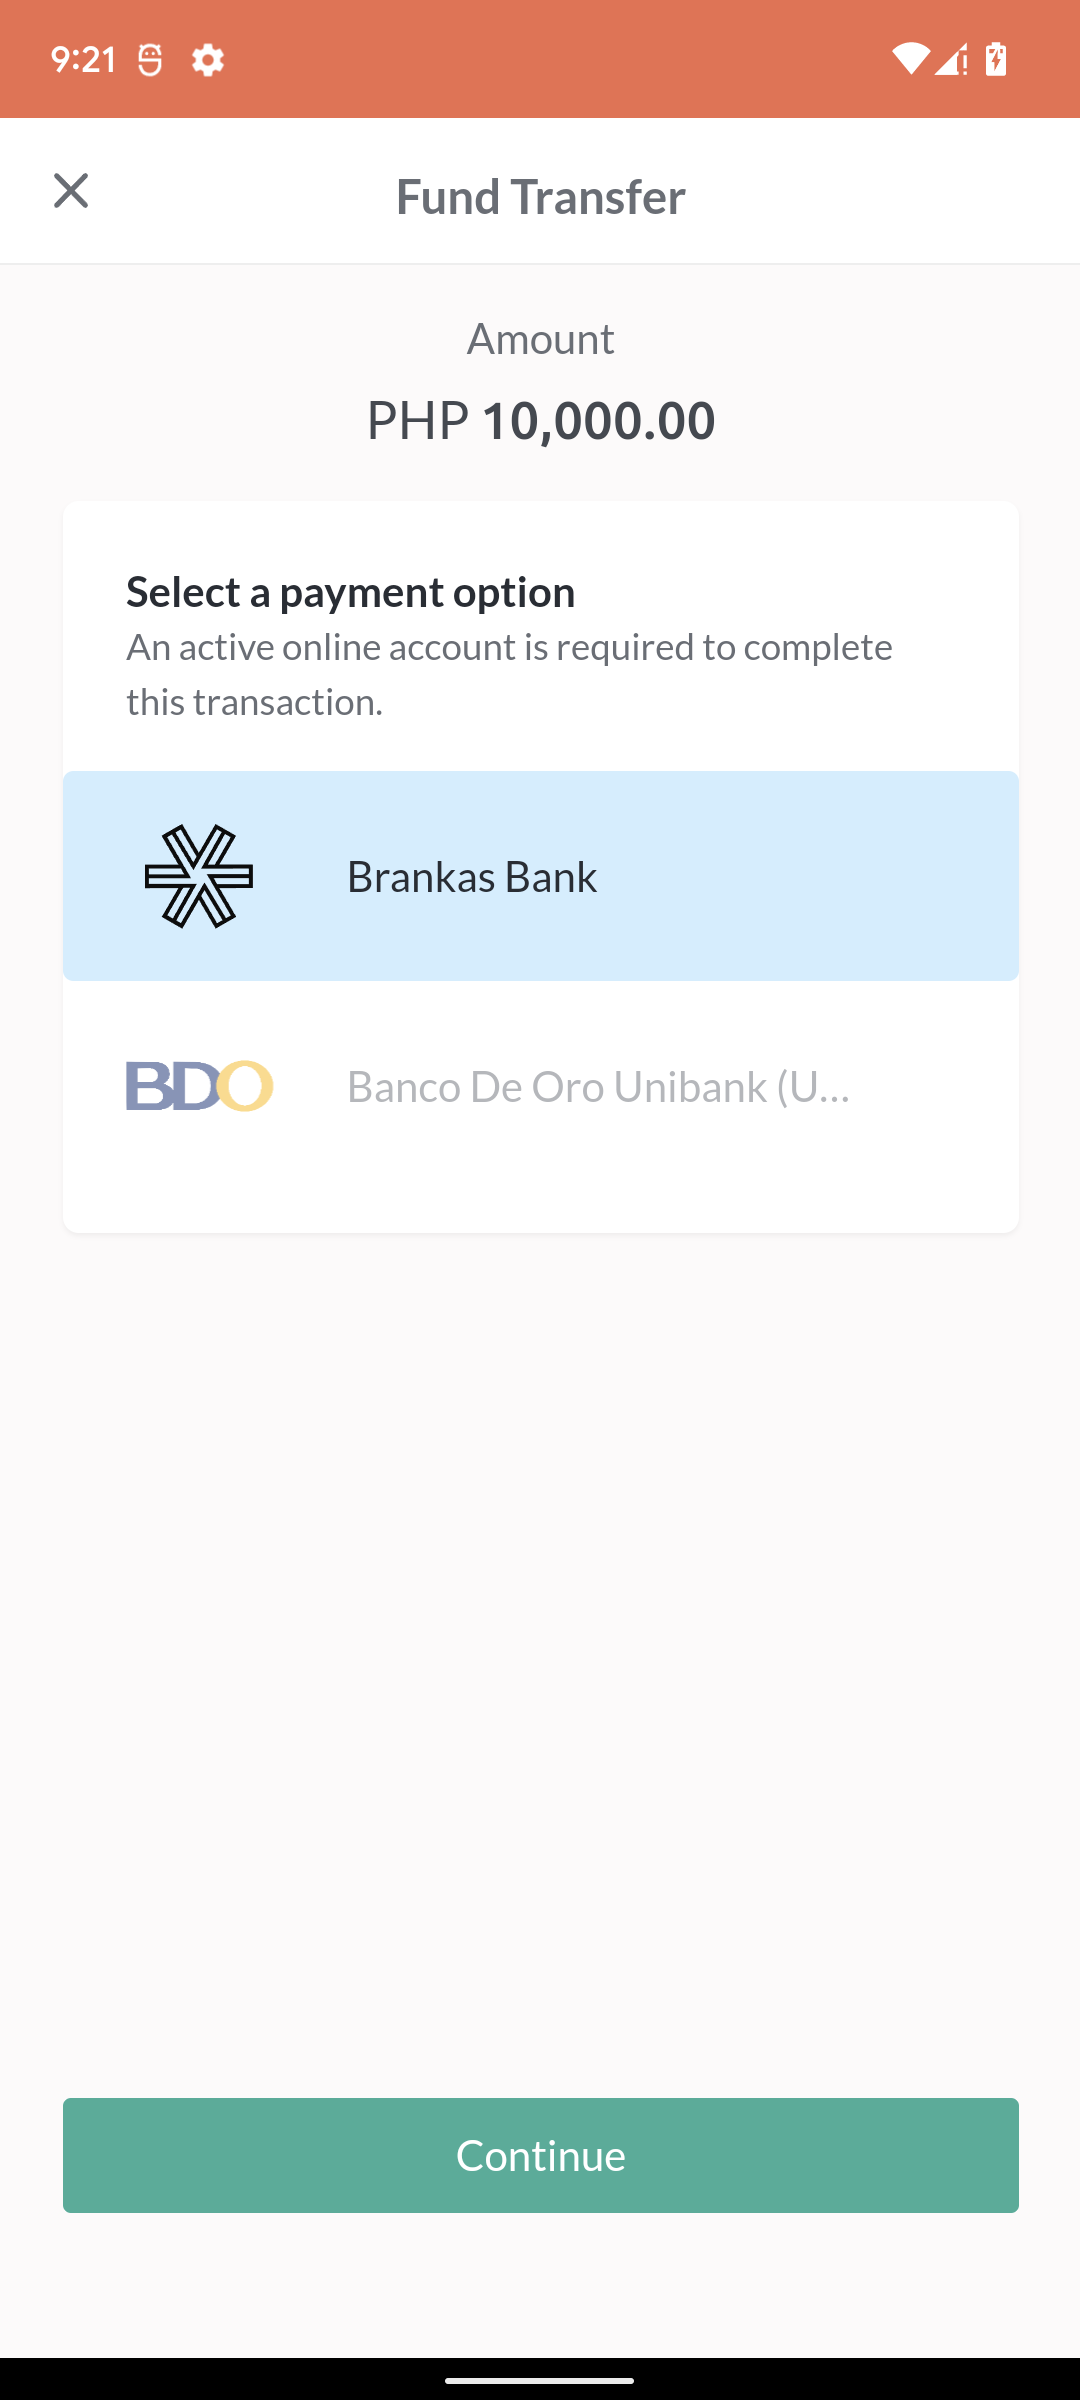 9:21
Fund Transfer
Amount
PHP 10,000.00
Select a payment option
An active online account is required to complete
this transaction.
Brankas Bank
BDO Banco De Oro Unibank (U...
Continue